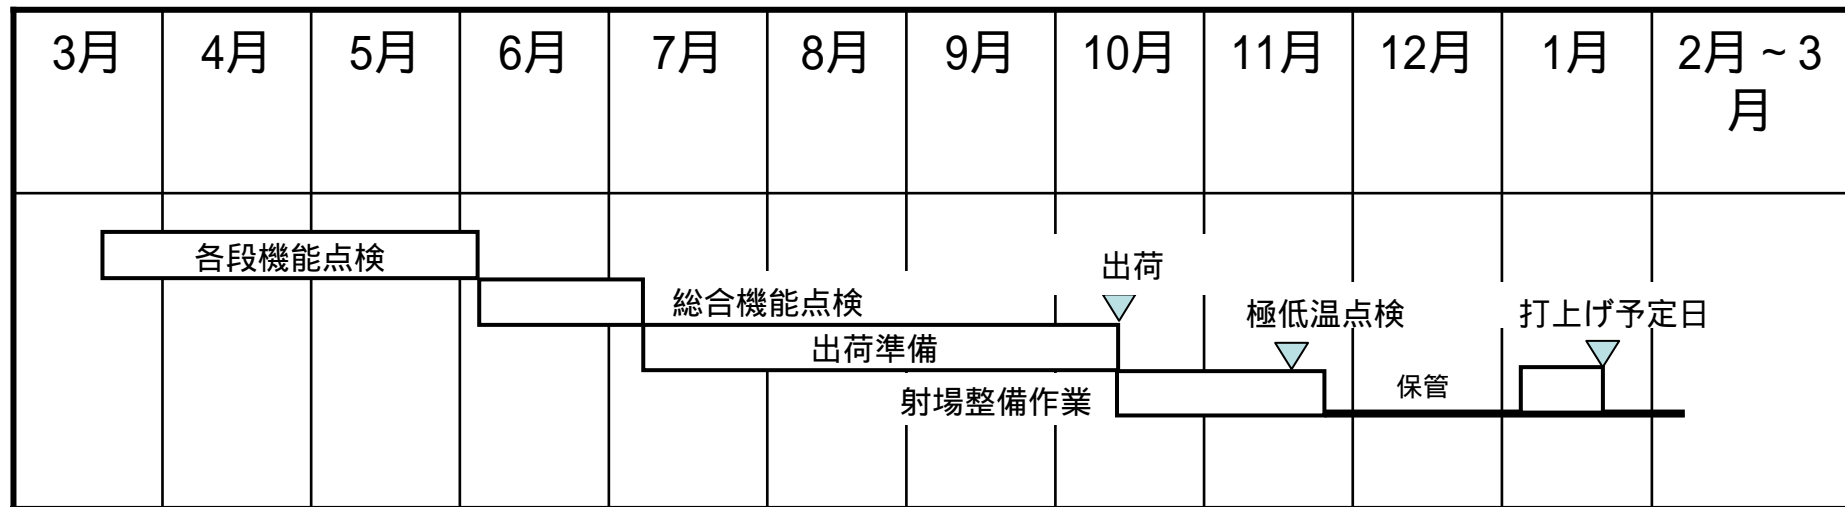 3月
4月
5月
6月
7月
8月
9月
10月
11月
12月
1月
2月~3
月
各段機能点検
出荷
総合機能点検
極低温点検
打上げ予定日
出荷準備
保管
射場整備作業